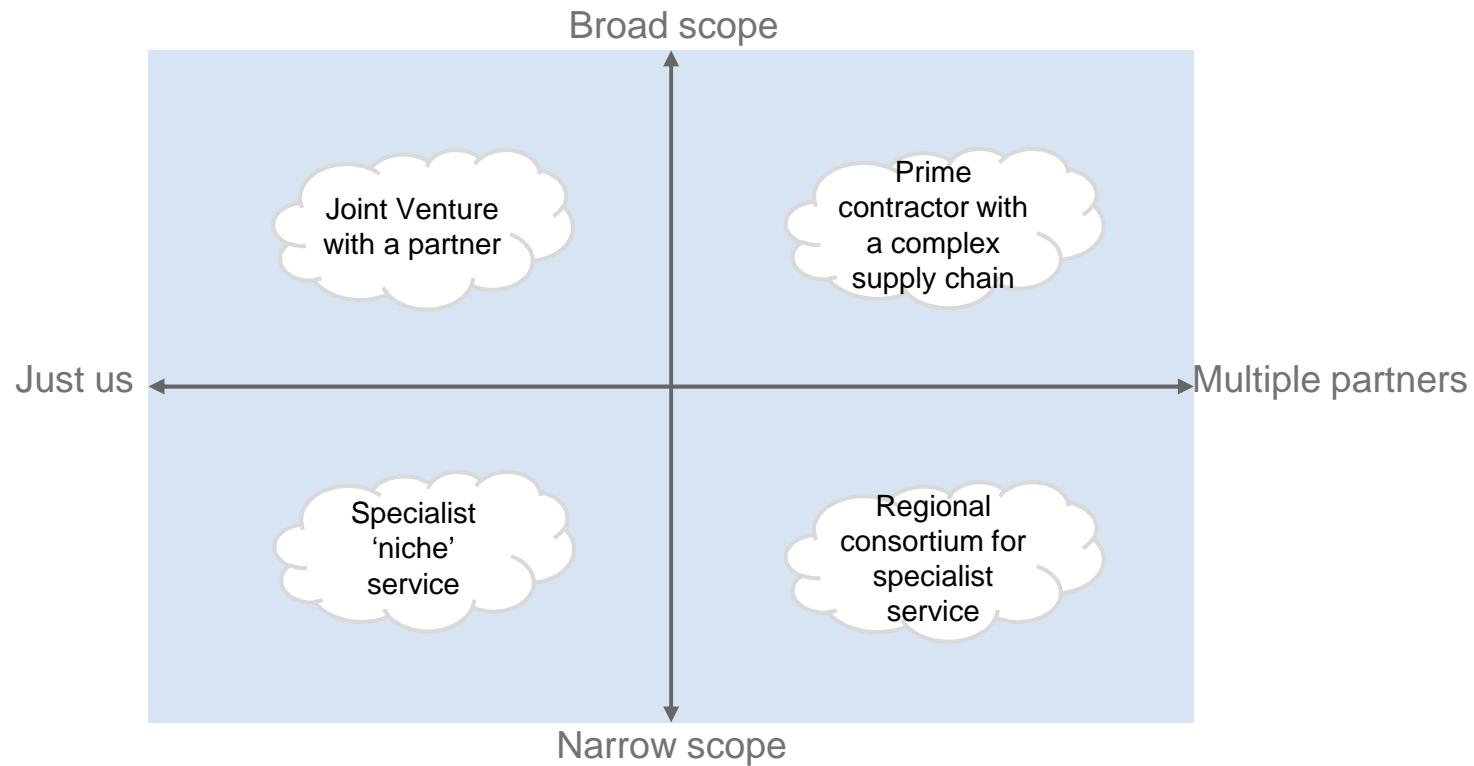 Broad scope
Joint Venture
with a partner
Prime
contractor with
a complex
supply chain
Just us
Multiple partners
Specialist
‘niche’
service
Regional
consortium for
specialist
service
Narrow scope